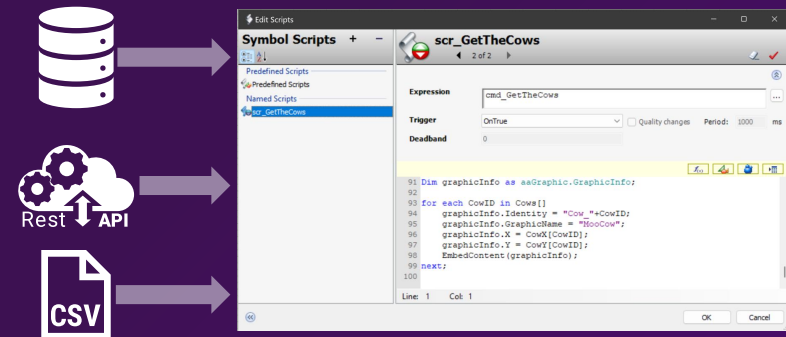 Edit Scripts
Symbol Scripts + -
Predefined Scripts
Predefined Scripts
Named Scripts
scr_GetTheCows
scr_GetTheCows
2 of 2
Expression
cmd_GetTheCows
...
Trigger
OnTrue
Quality changes
Period:
1000
ms
Deadband
0
91 Dim graphicInfo as aaGraphic.GraphicInfo;
92
93 for each CowID in Cows[]
94 graphicInfo.Identity = "Cow_"+CowID;
95 graphicInfo.GraphicName = "MooCow";
96 graphicInfo.X = CowX[CowID];
97 graphicInfo.Y = CowY[CowID];
98 EmbedContent(graphicInfo);
99 next;
100
Line: 1 Col: 1
OK
Cancel
Rest API
CSV